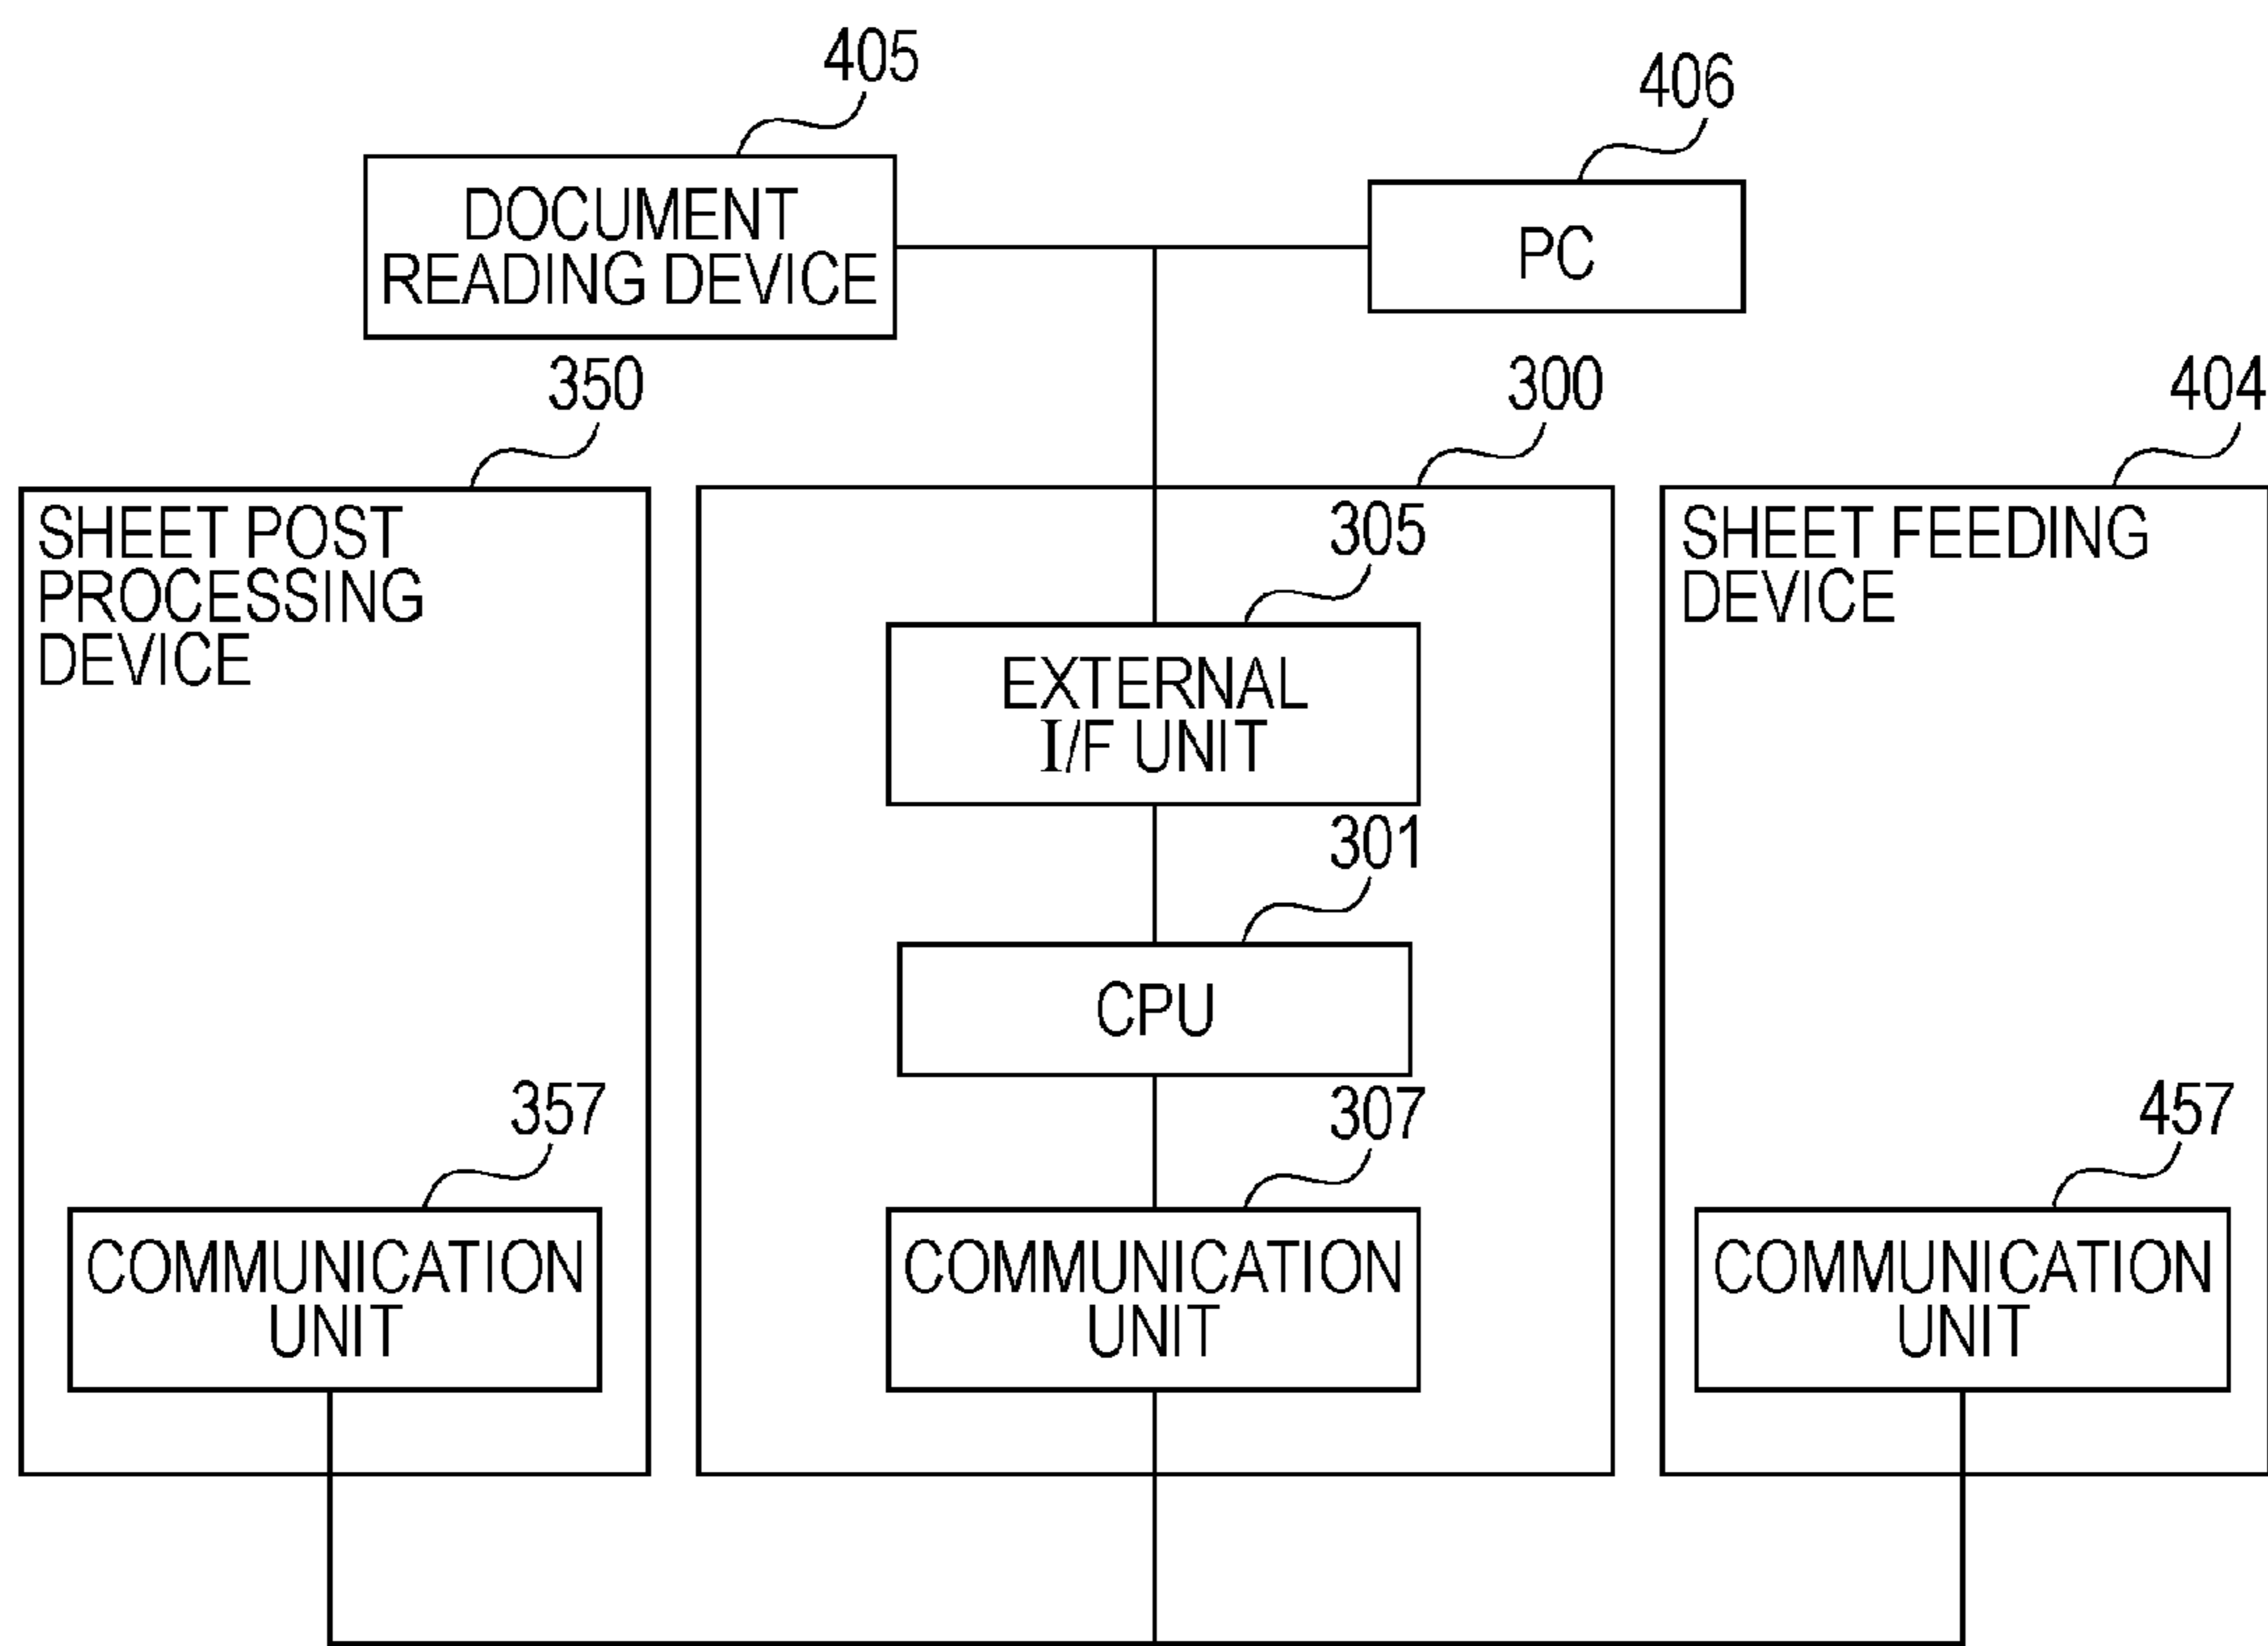 405
406
DOCUMENT
READING DEVICE
PC
350
300
404
SHEET POST
PROCESSING
DEVICE
305
EXTERNAL
I/F UNIT
301
CPU
SHEET FEEDING
DEVICE
357
COMMUNICATION
UNIT
307
COMMUNICATION
UNIT
457
COMMUNICATION
UNIT